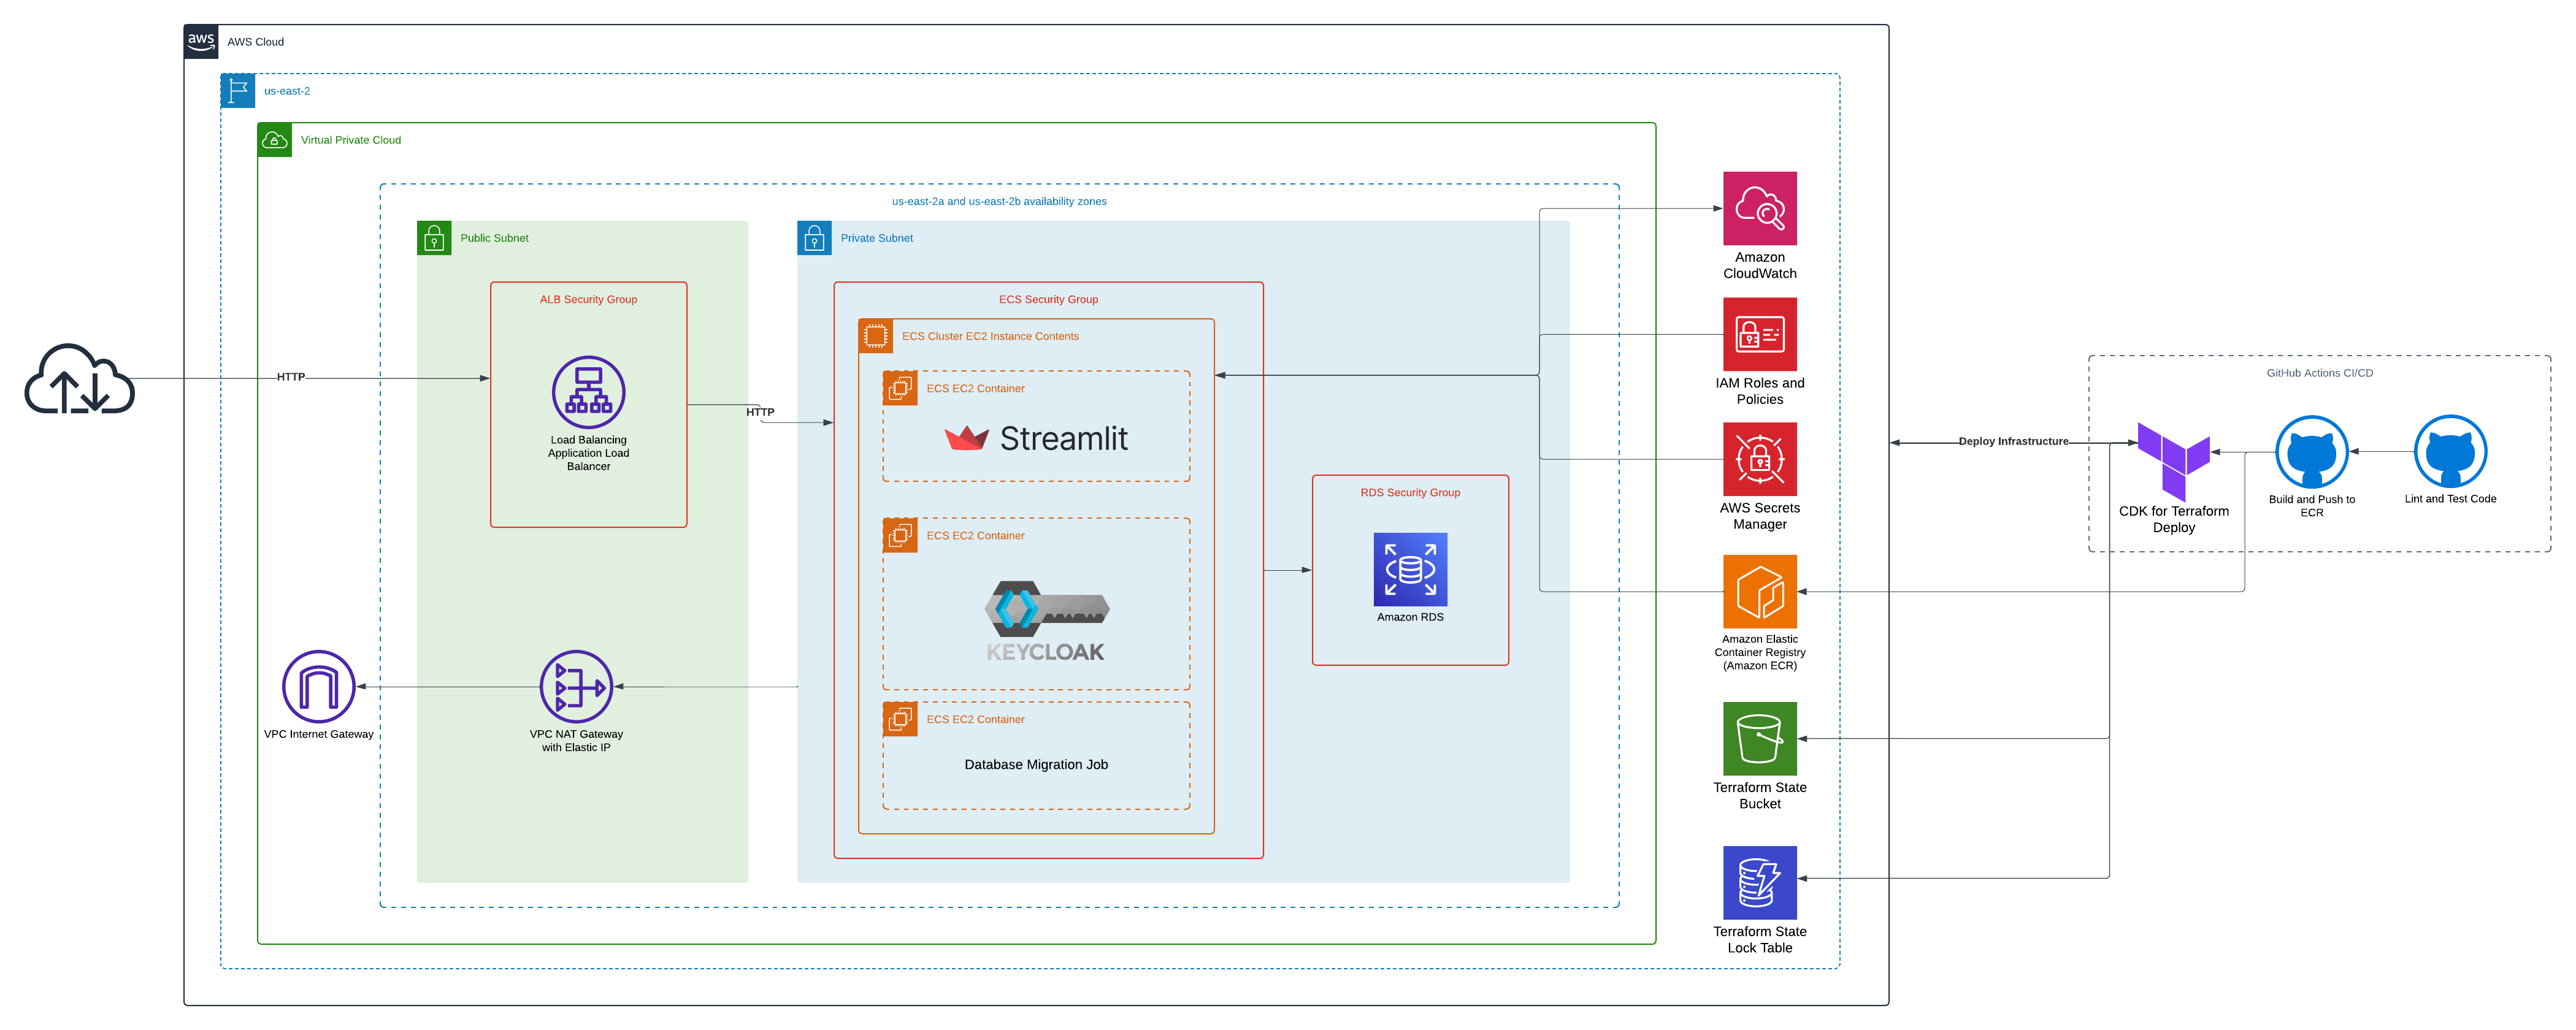 aws
AWS Cloud
us-east-2
Virtual Private Cloud
us-east-2a and us-east-2b availability zones
Public Subnet
Private Subnet
ALB Security Group
Load Balancing
Application Load
Balancer
HTTP
HTTP
VPC Internet Gateway
VPC NAT Gateway
with Elastic IP
ECS Security Group
ECS Cluster EC2 Instance Contents
ECS EC2 Container
Streamlit
ECS EC2 Container
KEYCLOAK
ECS EC2 Container
Database Migration Job
RDS Security Group
Amazon RDS
Amazon
CloudWatch
IAM Roles and
Policies
AWS Secrets
Manager
Amazon Elastic
Container Registry
(Amazon ECR)
Terraform State
Bucket
Terraform State
Lock Table
Deploy Infrastructure
GitHub Actions CI/CD
CDK for Terraform
Deploy
Build and Push to
ECR
Lint and Test Code